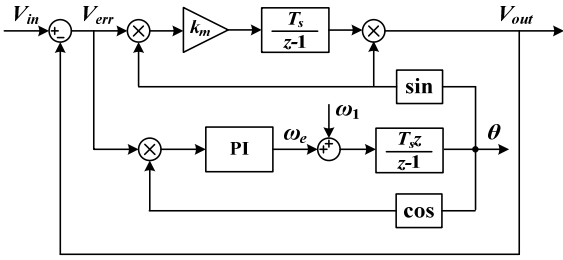 V_in
V_err
k_m
T_s
z-1
V_out
sin
ω_1
PI
ω_e
T_s z
z-1
θ
cos